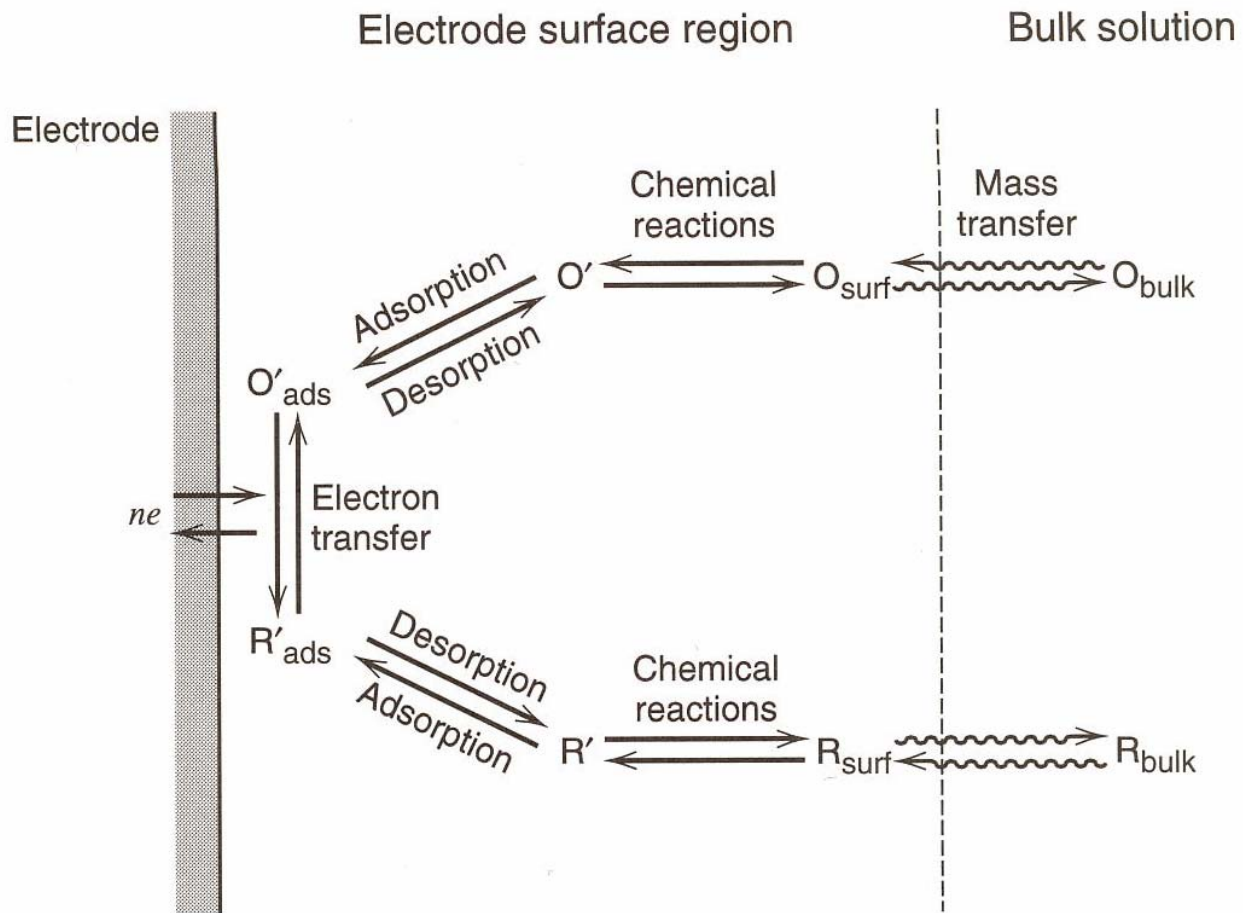 Electrode surface region
Bulk solution
Electrode
Chemical
reactions
Mass
transfer
Adsorption
Desorption
O′
O_surf
O_bulk
O′_ads
ne
Electron
transfer
R′_ads
Desorption
Adsorption
Chemical
reactions
R′
R_surf
R_bulk